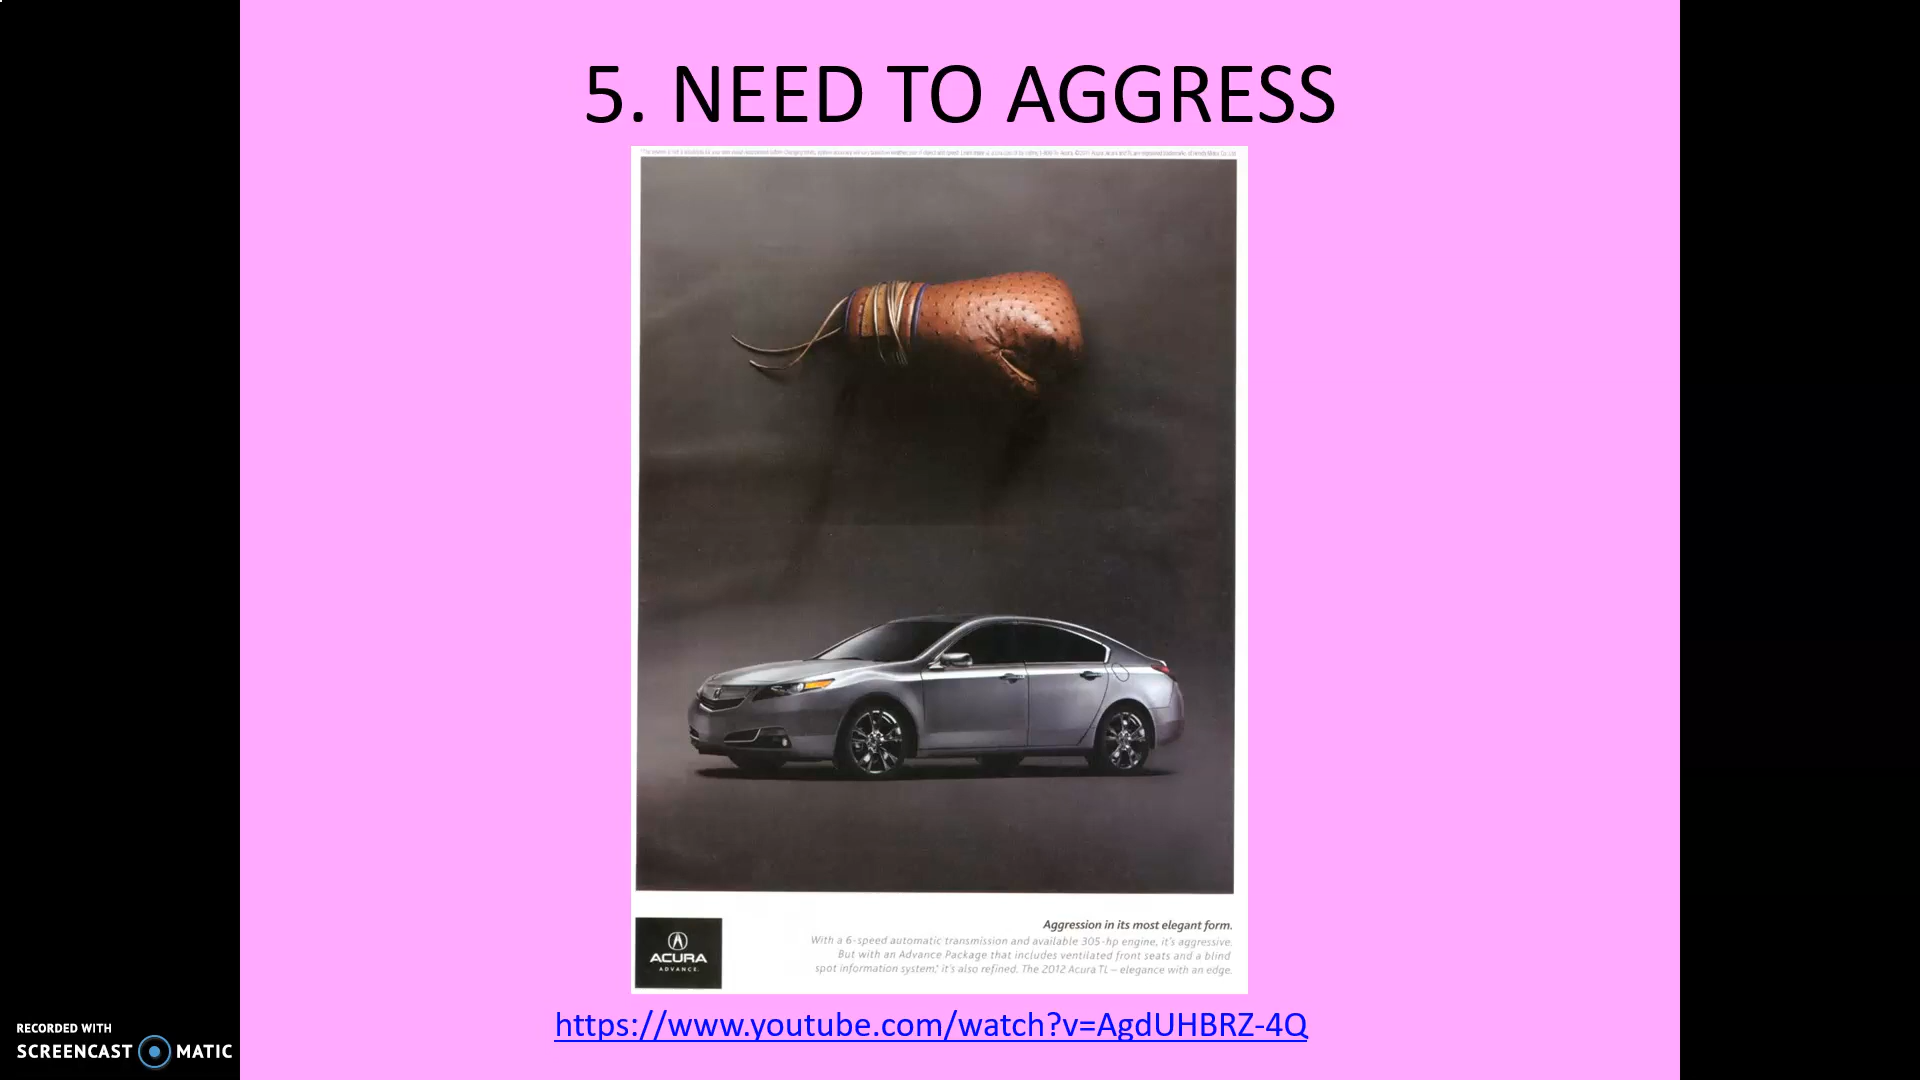 5. NEED TO AGGRESS
ACURA
ADVANCE.
Aggression in its most elegant form.
With a 6-speed automatic transmission and available 305-hp engine, it's aggressive.
But with an Advance Package that includes ventilated front seats and a blind
spot information system,* it's also refined. The 2012 Acura TL – elegance with an edge.
https://www.youtube.com/watch?v=AgdUHBRZ-4Q
RECORDED WITH
SCREENCAST MATIC